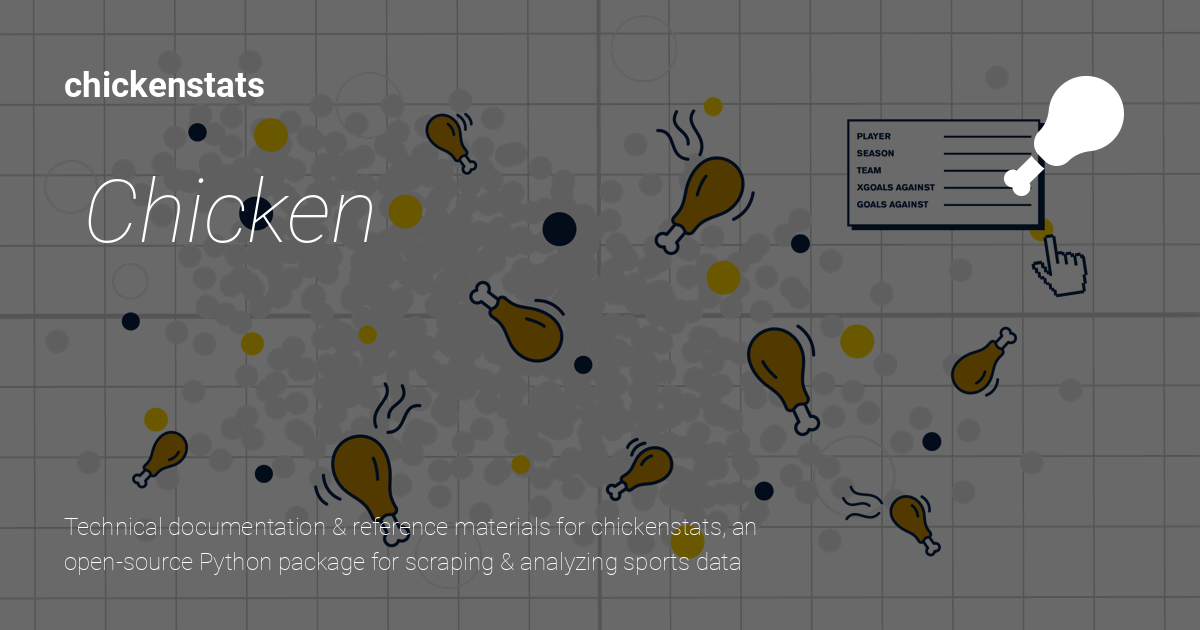 chickenstats
Chicken
PLAYER
SEASON
TEAM
XGOALS AGAINST
GOALS AGAINST
Technical documentation & reference materials for chickenstats, an
open-source Python package for scraping & analyzing sports data